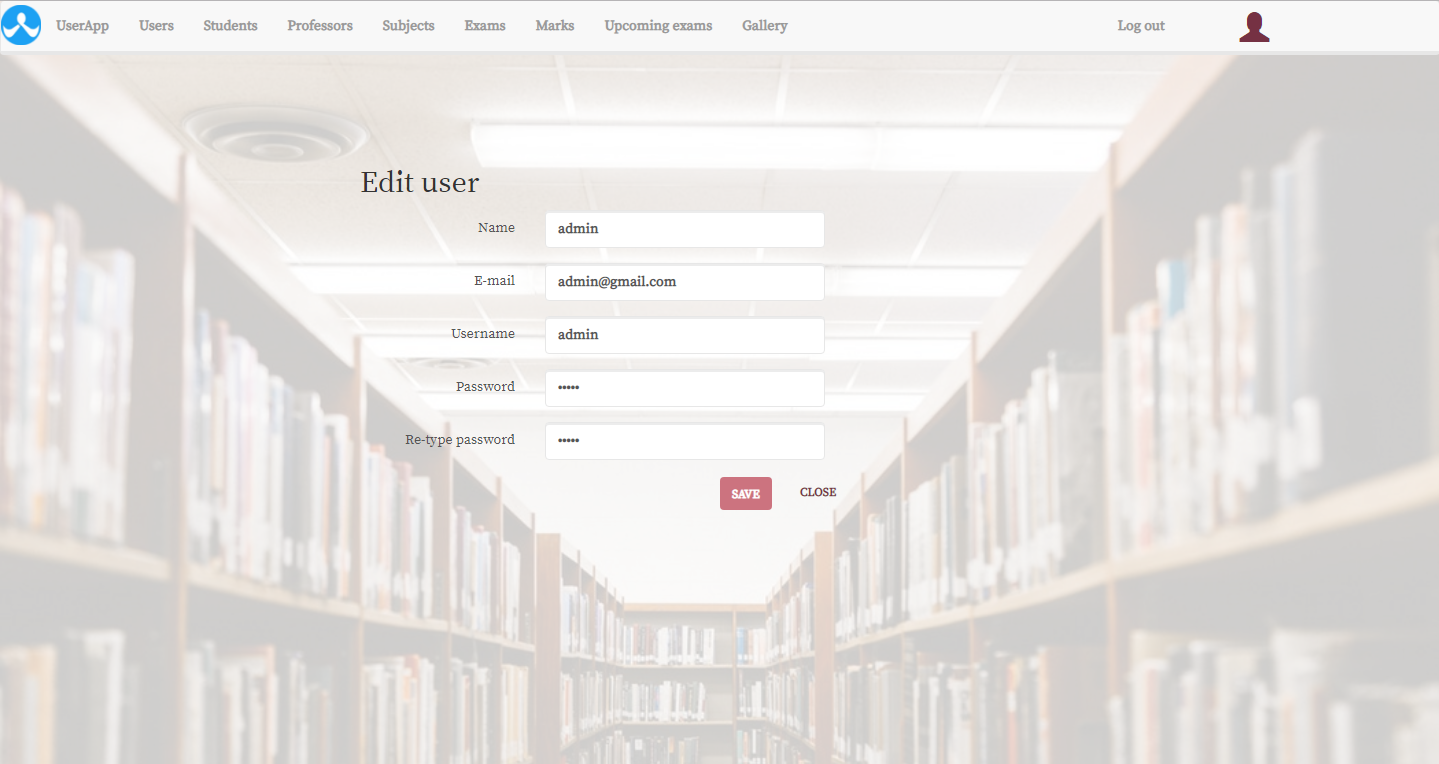 UserApp Users Students Professors Subjects Exams Marks Upcoming exams Gallery Log out
Edit user
Name admin
E-mail admin@gmail.com
Username admin
Password •••••
Re-type password •••••
SAVE CLOSE